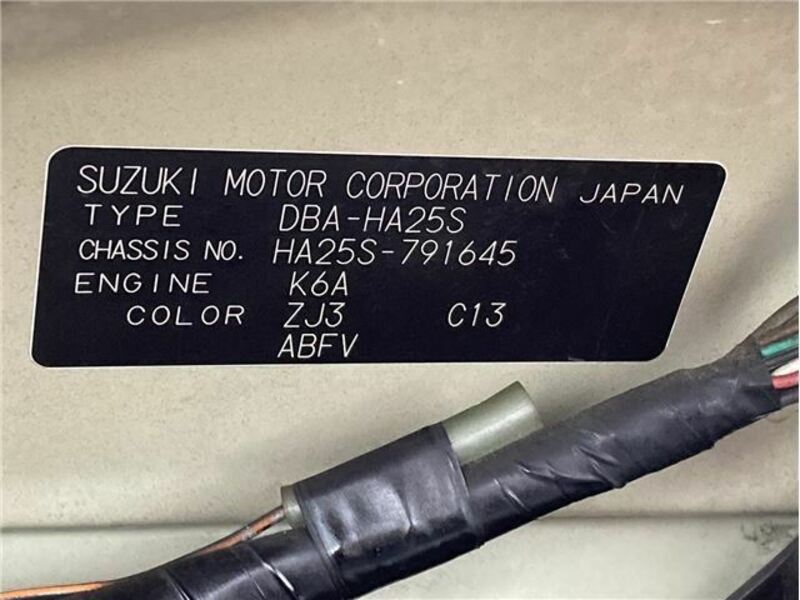 SUZUKI MOTOR CORPORATION JAPAN
TYPE DBA-HA25S
CHASSIS NO. HA25S-791645
ENGINE K6A
COLOR ZJ3 C13
ABFV